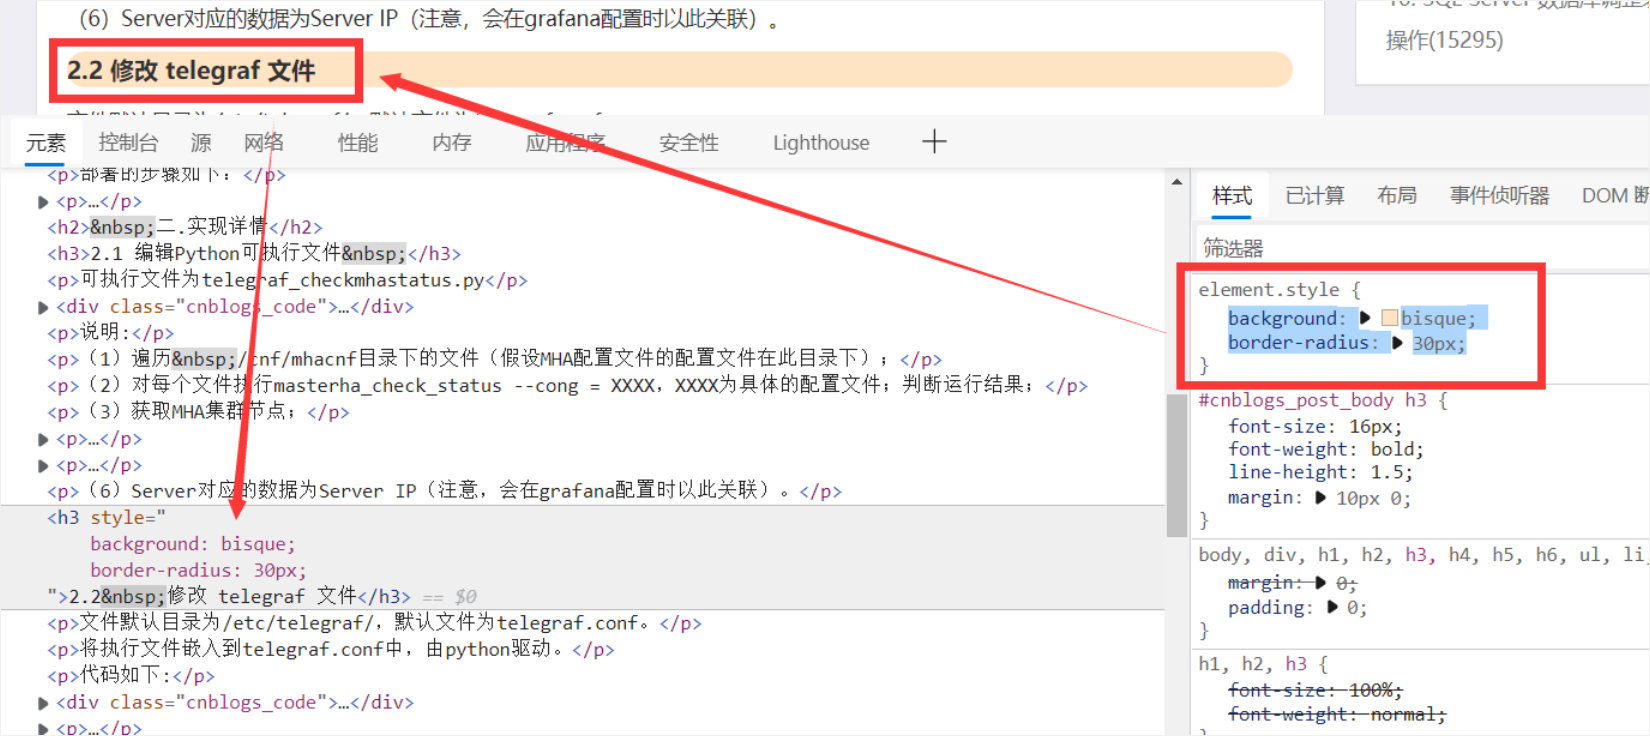 （6）Server对应的数据为Server IP（注意，会在grafana配置时以此关联）。
操作(15295)
2.2 修改 telegraf 文件
元素 控制台 源 网络 性能 内存 应用程序 安全性 Lighthouse
<p>部署的步骤如下：</p>
<p>…</p>
<h2>&nbsp;二.实现详情</h2>
<h3>2.1 编辑Python可执行文件&nbsp;</h3>
<p>可执行文件为telegraf_checkmhastatus.py</p>
<div class="cnblogs_code">…</div>
<p>说明:</p>
<p>（1）遍历&nbsp;/cnf/mhacnf目录下的文件（假设MHA配置文件的配置文件在此目录下）；</p>
<p>（2）对每个文件执行masterha_check_status --cong = XXXX，XXXX为具体的配置文件；判断运行结果；</p>
<p>（3）获取MHA集群节点；</p>
<p>…</p>
<p>…</p>
<p>（6）Server对应的数据为Server IP（注意，会在grafana配置时以此关联）。</p>
<h3 style="
background: bisque;
border-radius: 30px;
">2.2&nbsp;修改 telegraf 文件</h3> == $0
<p>文件默认目录为/etc/telegraf/，默认文件为telegraf.conf。</p>
<p>将执行文件嵌入到telegraf.conf中，由python驱动。</p>
<p>代码如下:</p>
<div class="cnblogs_code">…</div>
<p>…</p>
样式 已计算 布局 事件侦听器 DOM 断
筛选器
element.style {
background: bisque;
border-radius: 30px;
}
#cnblogs_post_body h3 {
font-size: 16px;
font-weight: bold;
line-height: 1.5;
margin: 10px 0;
}
body, div, h1, h2, h3, h4, h5, h6, ul, li,
margin: 0;
padding: 0;
}
h1, h2, h3 {
font-size: 100%;
font-weight: normal;